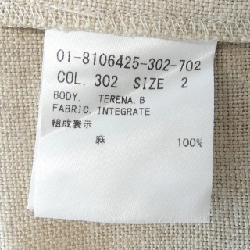 01-8106425-302-702
COL. 302 SIZE 2
BODY. TERENA.B
FABRIC. INTEGRATE
組成表示
麻 100%